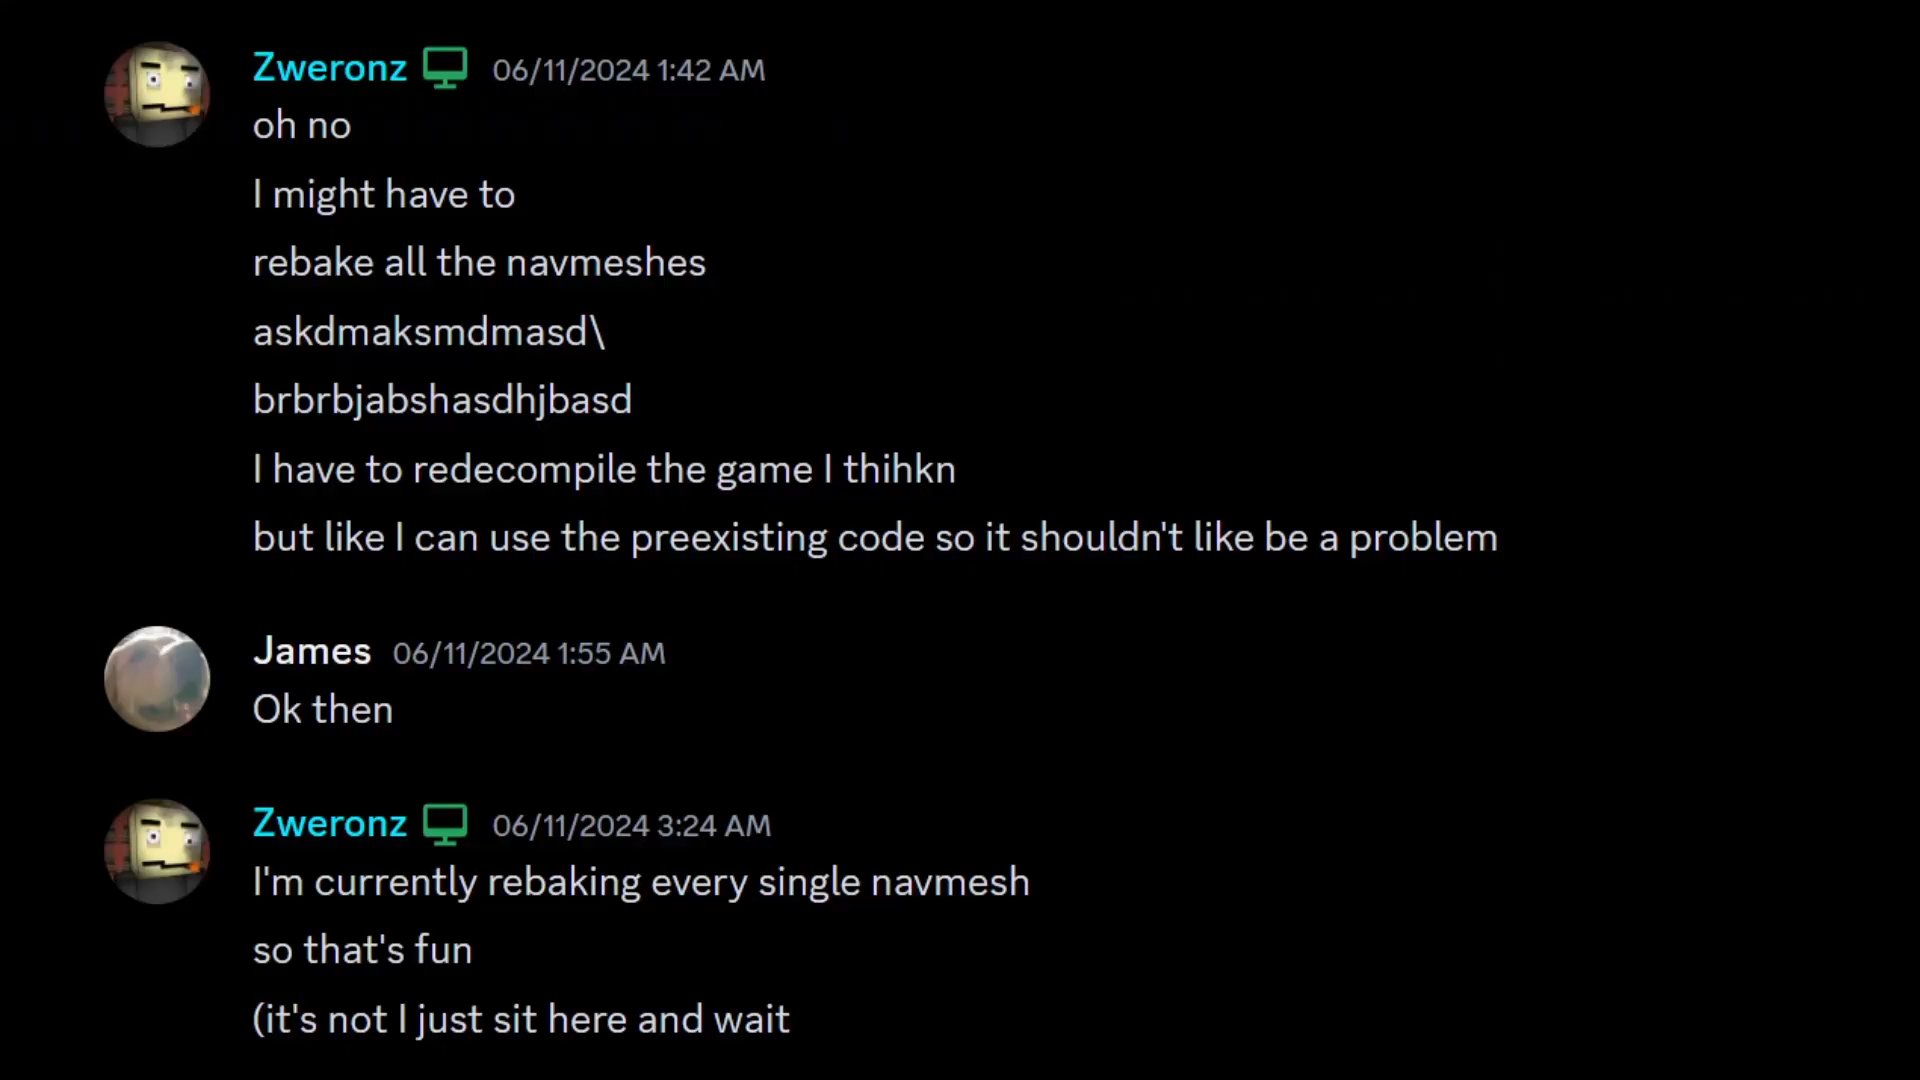 Zweronz 06/11/2024 1:42 AM
oh no
I might have to
rebake all the navmeshes
askdmaksmdmasd\
brbrbjabshasdhjbasd
I have to redecompile the game I thihkn
but like I can use the preexisting code so it shouldn't like be a problem
James 06/11/2024 1:55 AM
Ok then
Zweronz 06/11/2024 3:24 AM
I'm currently rebaking every single navmesh
so that's fun
(it's not I just sit here and wait